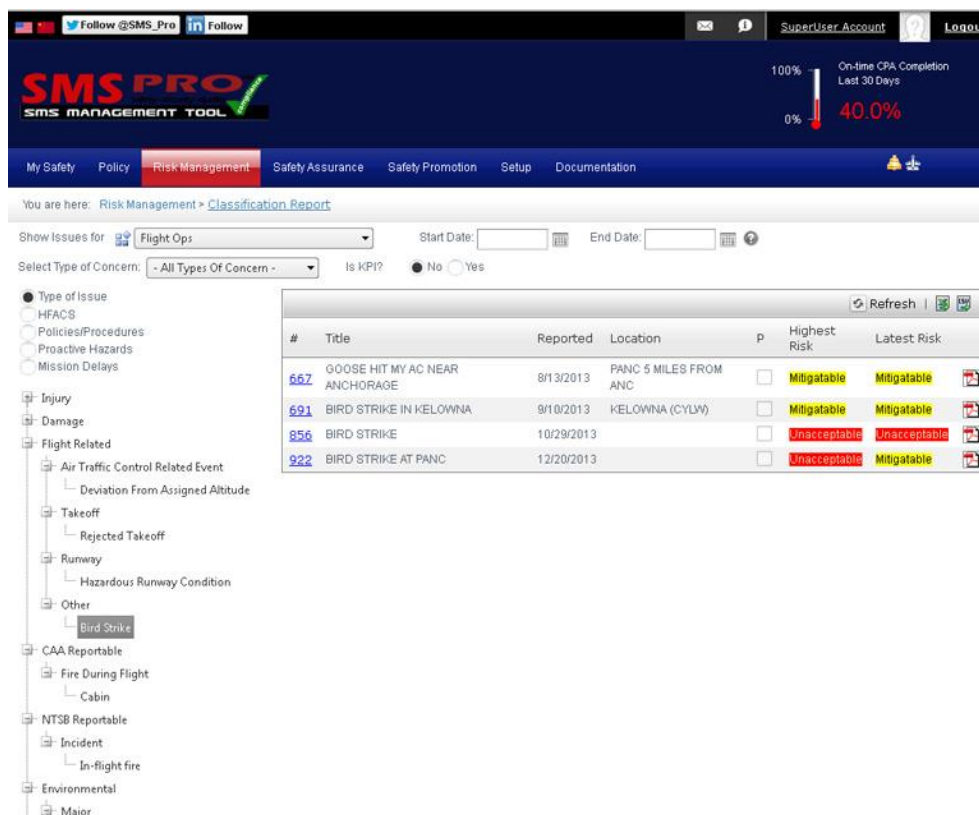 Follow @SMS_Pro in Follow SuperUser Account Logou
SMS PRO
SMS MANAGEMENT TOOL
compliance
100% On-time CPA Completion
Last 30 Days
0% 40.0%
My Safety Policy Risk Management Safety Assurance Safety Promotion Setup Documentation
You are here: Risk Management > Classification Report
Show Issues for Flight Ops Start Date: End Date:
Select Type of Concern: - All Types Of Concern - Is KPI? No Yes
Type of Issue
HFACS
Policies/Procedures
Proactive Hazards
Mission Delays
Refresh |
# Title Reported Location P Highest Risk Latest Risk
667 GOOSE HIT MY AC NEAR ANCHORAGE 8/13/2013 PANC 5 MILES FROM ANC Mitigatable Mitigatable
691 BIRD STRIKE IN KELOWNA 9/10/2013 KELOWNA (CYLW) Mitigatable Mitigatable
856 BIRD STRIKE 10/29/2013 Unacceptable Unacceptable
922 BIRD STRIKE AT PANC 12/20/2013 Unacceptable Mitigatable
Injury
Damage
Flight Related
Air Traffic Control Related Event
Deviation From Assigned Altitude
Takeoff
Rejected Takeoff
Runway
Hazardous Runway Condition
Other
Bird Strike
CAA Reportable
Fire During Flight
Cabin
NTSB Reportable
Incident
In-flight fire
Environmental
Major